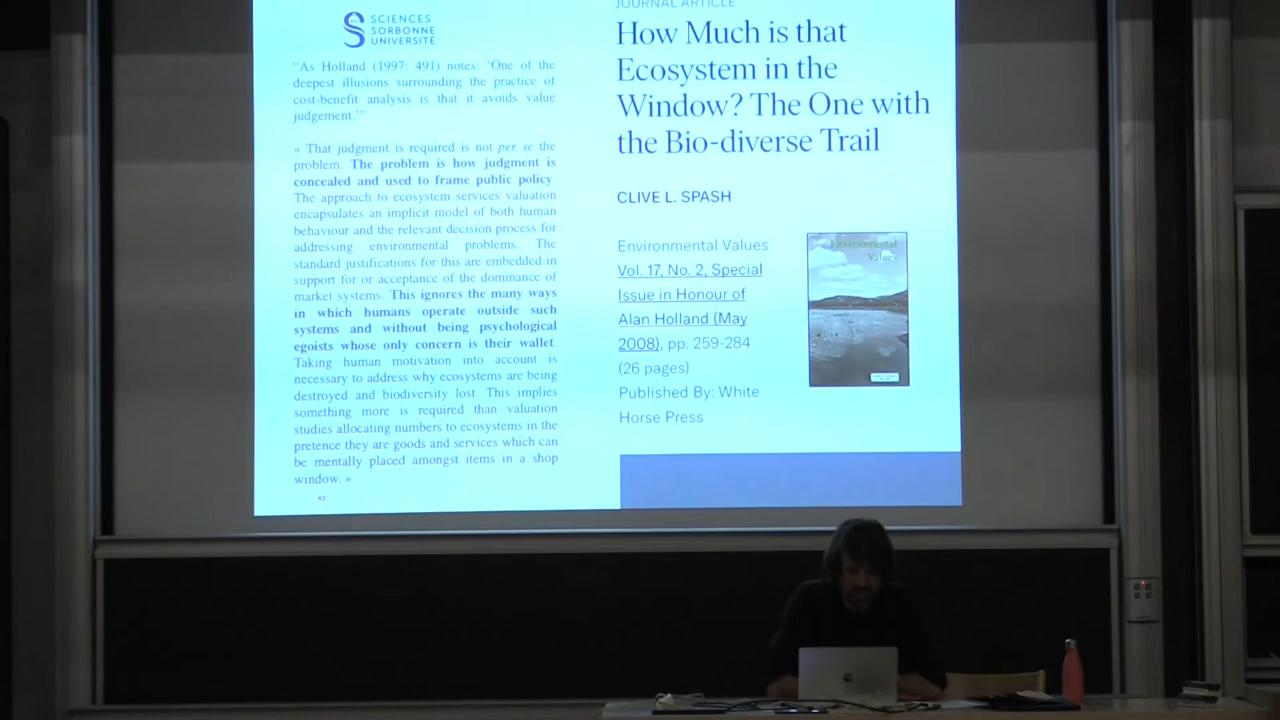 SCIENCES
SORBONNE
UNIVERSITÉ
"As Holland (1997: 491) notes: 'One of the
deepest illusions surrounding the practice of
cost-benefit analysis is that it avoids value
judgement.'"
« That judgment is required is not per se the
problem. The problem is how judgment is
concealed and used to frame public policy.
The approach to ecosystem services valuation
encapsulates an implicit model of both human
behaviour and the relevant decision process for
addressing environmental problems. The
standard justifications for this are embedded in
support for or acceptance of the dominance of
market systems. This ignores the many ways
in which humans operate outside such
systems and without being psychological
egoists whose only concern is their wallet.
Taking human motivation into account is
necessary to address why ecosystems are being
destroyed and biodiversity lost. This implies
something more is required than valuation
studies allocating numbers to ecosystems in the
pretence they are goods and services which can
be mentally placed amongst items in a shop
window. »
JOURNAL ARTICLE
How Much is that
Ecosystem in the
Window? The One with
the Bio-diverse Trail
CLIVE L. SPASH
Environmental Values
Vol. 17, No. 2, Special
Issue in Honour of
Alan Holland (May
2008), pp. 259-284
(26 pages)
Published By: White
Horse Press
Environmental
Values